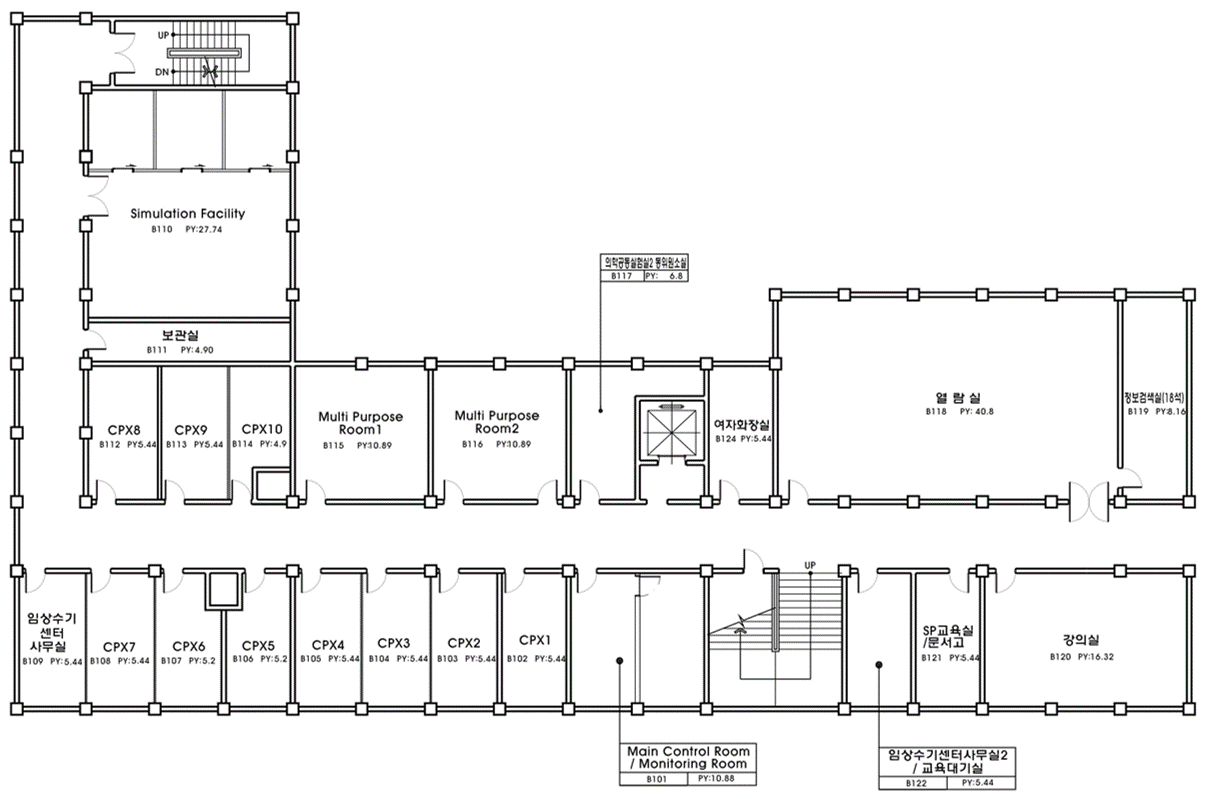 UP
DN
Simulation Facility
B110 PY:27.74
보관실
B111 PY:4.90
의학공동실험실2 동위원소실
B117 PY: 6.8
CPX8
B112 PY5.44
CPX9
B113 PY5.44
CPX10
B114 PY:4.9
Multi Purpose
Room1
B115 PY:10.89
Multi Purpose
Room2
B116 PY:10.89
여자화장실
B124 PY:5.44
열 람 실
B118 PY: 40.8
정보검색실(18석)
B119 PY:8.16
임상수기
센터
사무실
B109 PY:5.44
CPX7
B108 PY:5.44
CPX6
B107 PY:5.2
CPX5
B106 PY:5.2
CPX4
B105 PY:5.44
CPX3
B104 PY:5.44
CPX2
B103 PY:5.44
CPX1
B102 PY:5.44
UP
SP교육실
/문서고
B121 PY:5.44
강의실
B120 PY:16.32
Main Control Room
/ Monitoring Room
B101 PY:10.88
임상수기센터사무실2
/ 교육대기실
B122 PY:5.44